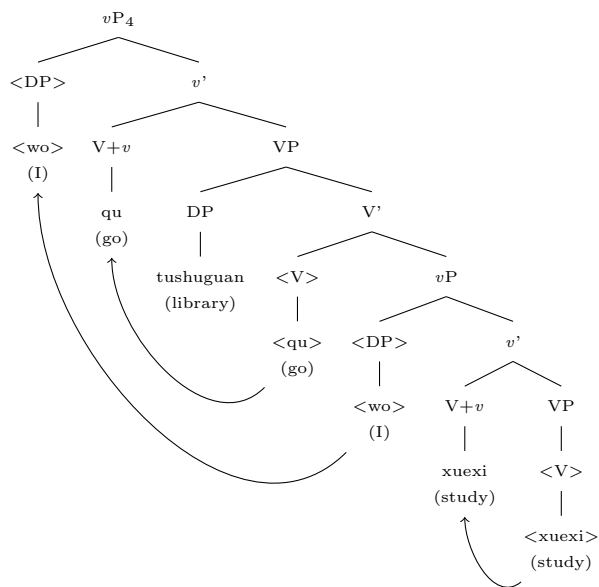 vP₄
<DP> v’
<wo> V+v VP
(I)
qu DP V’
(go)
tushuguan <V> vP
(library)
<qu> <DP> v’
(go)
<wo> V+v VP
(I)
xuexi <V>
(study)
<xuexi>
(study)